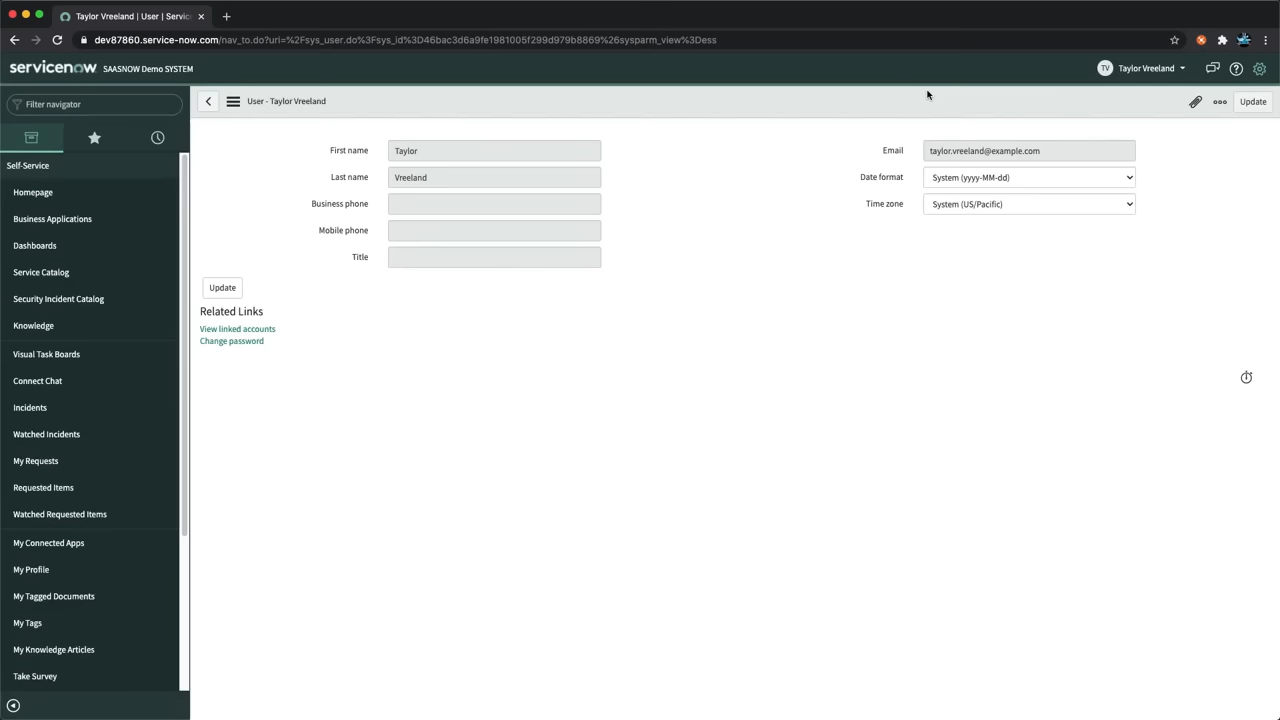 Taylor Vreeland | User | Servic
dev87860.service-now.com/nav_to.do?uri=%2Fsys_user.do%3Fsys_id%3D46bac3d6a9fe1981005f299d979b8869%26sysparm_view%3Dess
servicenow SAASNOW Demo SYSTEM
TV Taylor Vreeland
Filter navigator
User - Taylor Vreeland
Update
Self-Service
Homepage
Business Applications
Dashboards
Service Catalog
Security Incident Catalog
Knowledge
Visual Task Boards
Connect Chat
Incidents
Watched Incidents
My Requests
Requested Items
Watched Requested Items
My Connected Apps
My Profile
My Tagged Documents
My Tags
My Knowledge Articles
Take Survey
First name Taylor
Last name Vreeland
Business phone
Mobile phone
Title
Email taylor.vreeland@example.com
Date format System (yyyy-MM-dd)
Time zone System (US/Pacific)
Update
Related Links
View linked accounts
Change password